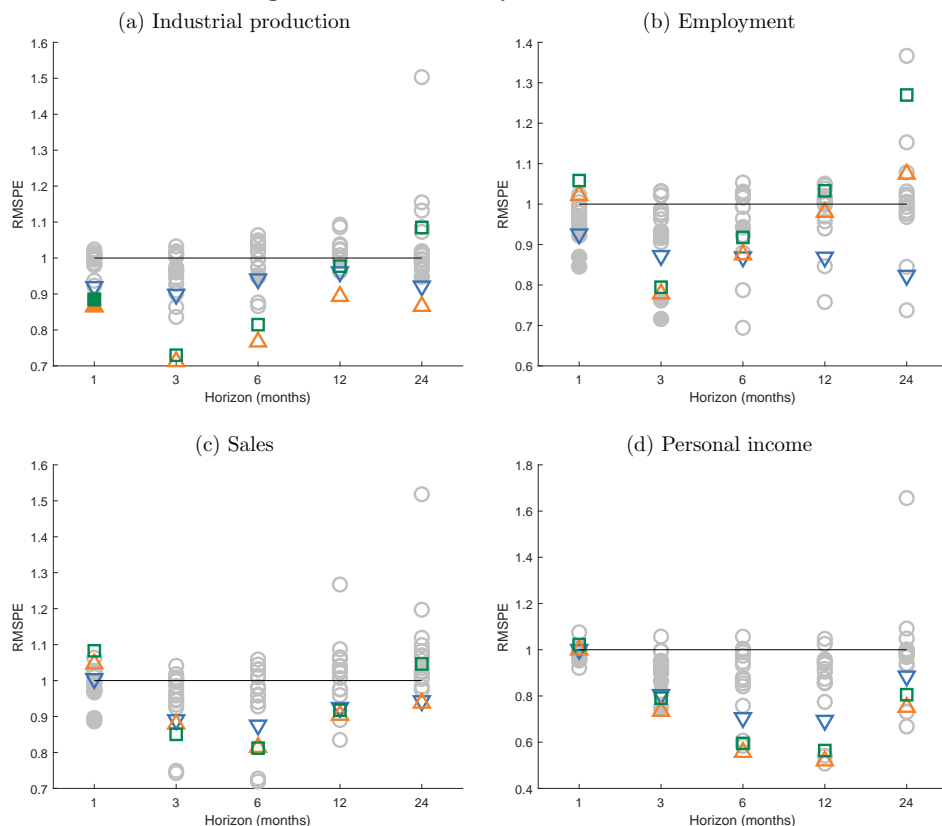 (a) Industrial production
1.6
1.5
1.4
1.3
1.2
1.1
1
0.9
0.8
0.7
RMSPE
1 3 6 12 24
Horizon (months)
(b) Employment
1.4
1.3
1.2
1.1
1
0.9
0.8
0.7
0.6
RMSPE
1 3 6 12 24
Horizon (months)
(c) Sales
1.6
1.5
1.4
1.3
1.2
1.1
1
0.9
0.8
0.7
RMSPE
1 3 6 12 24
Horizon (months)
(d) Personal income
1.8
1.6
1.4
1.2
1
0.8
0.6
0.4
RMSPE
1 3 6 12 24
Horizon (months)